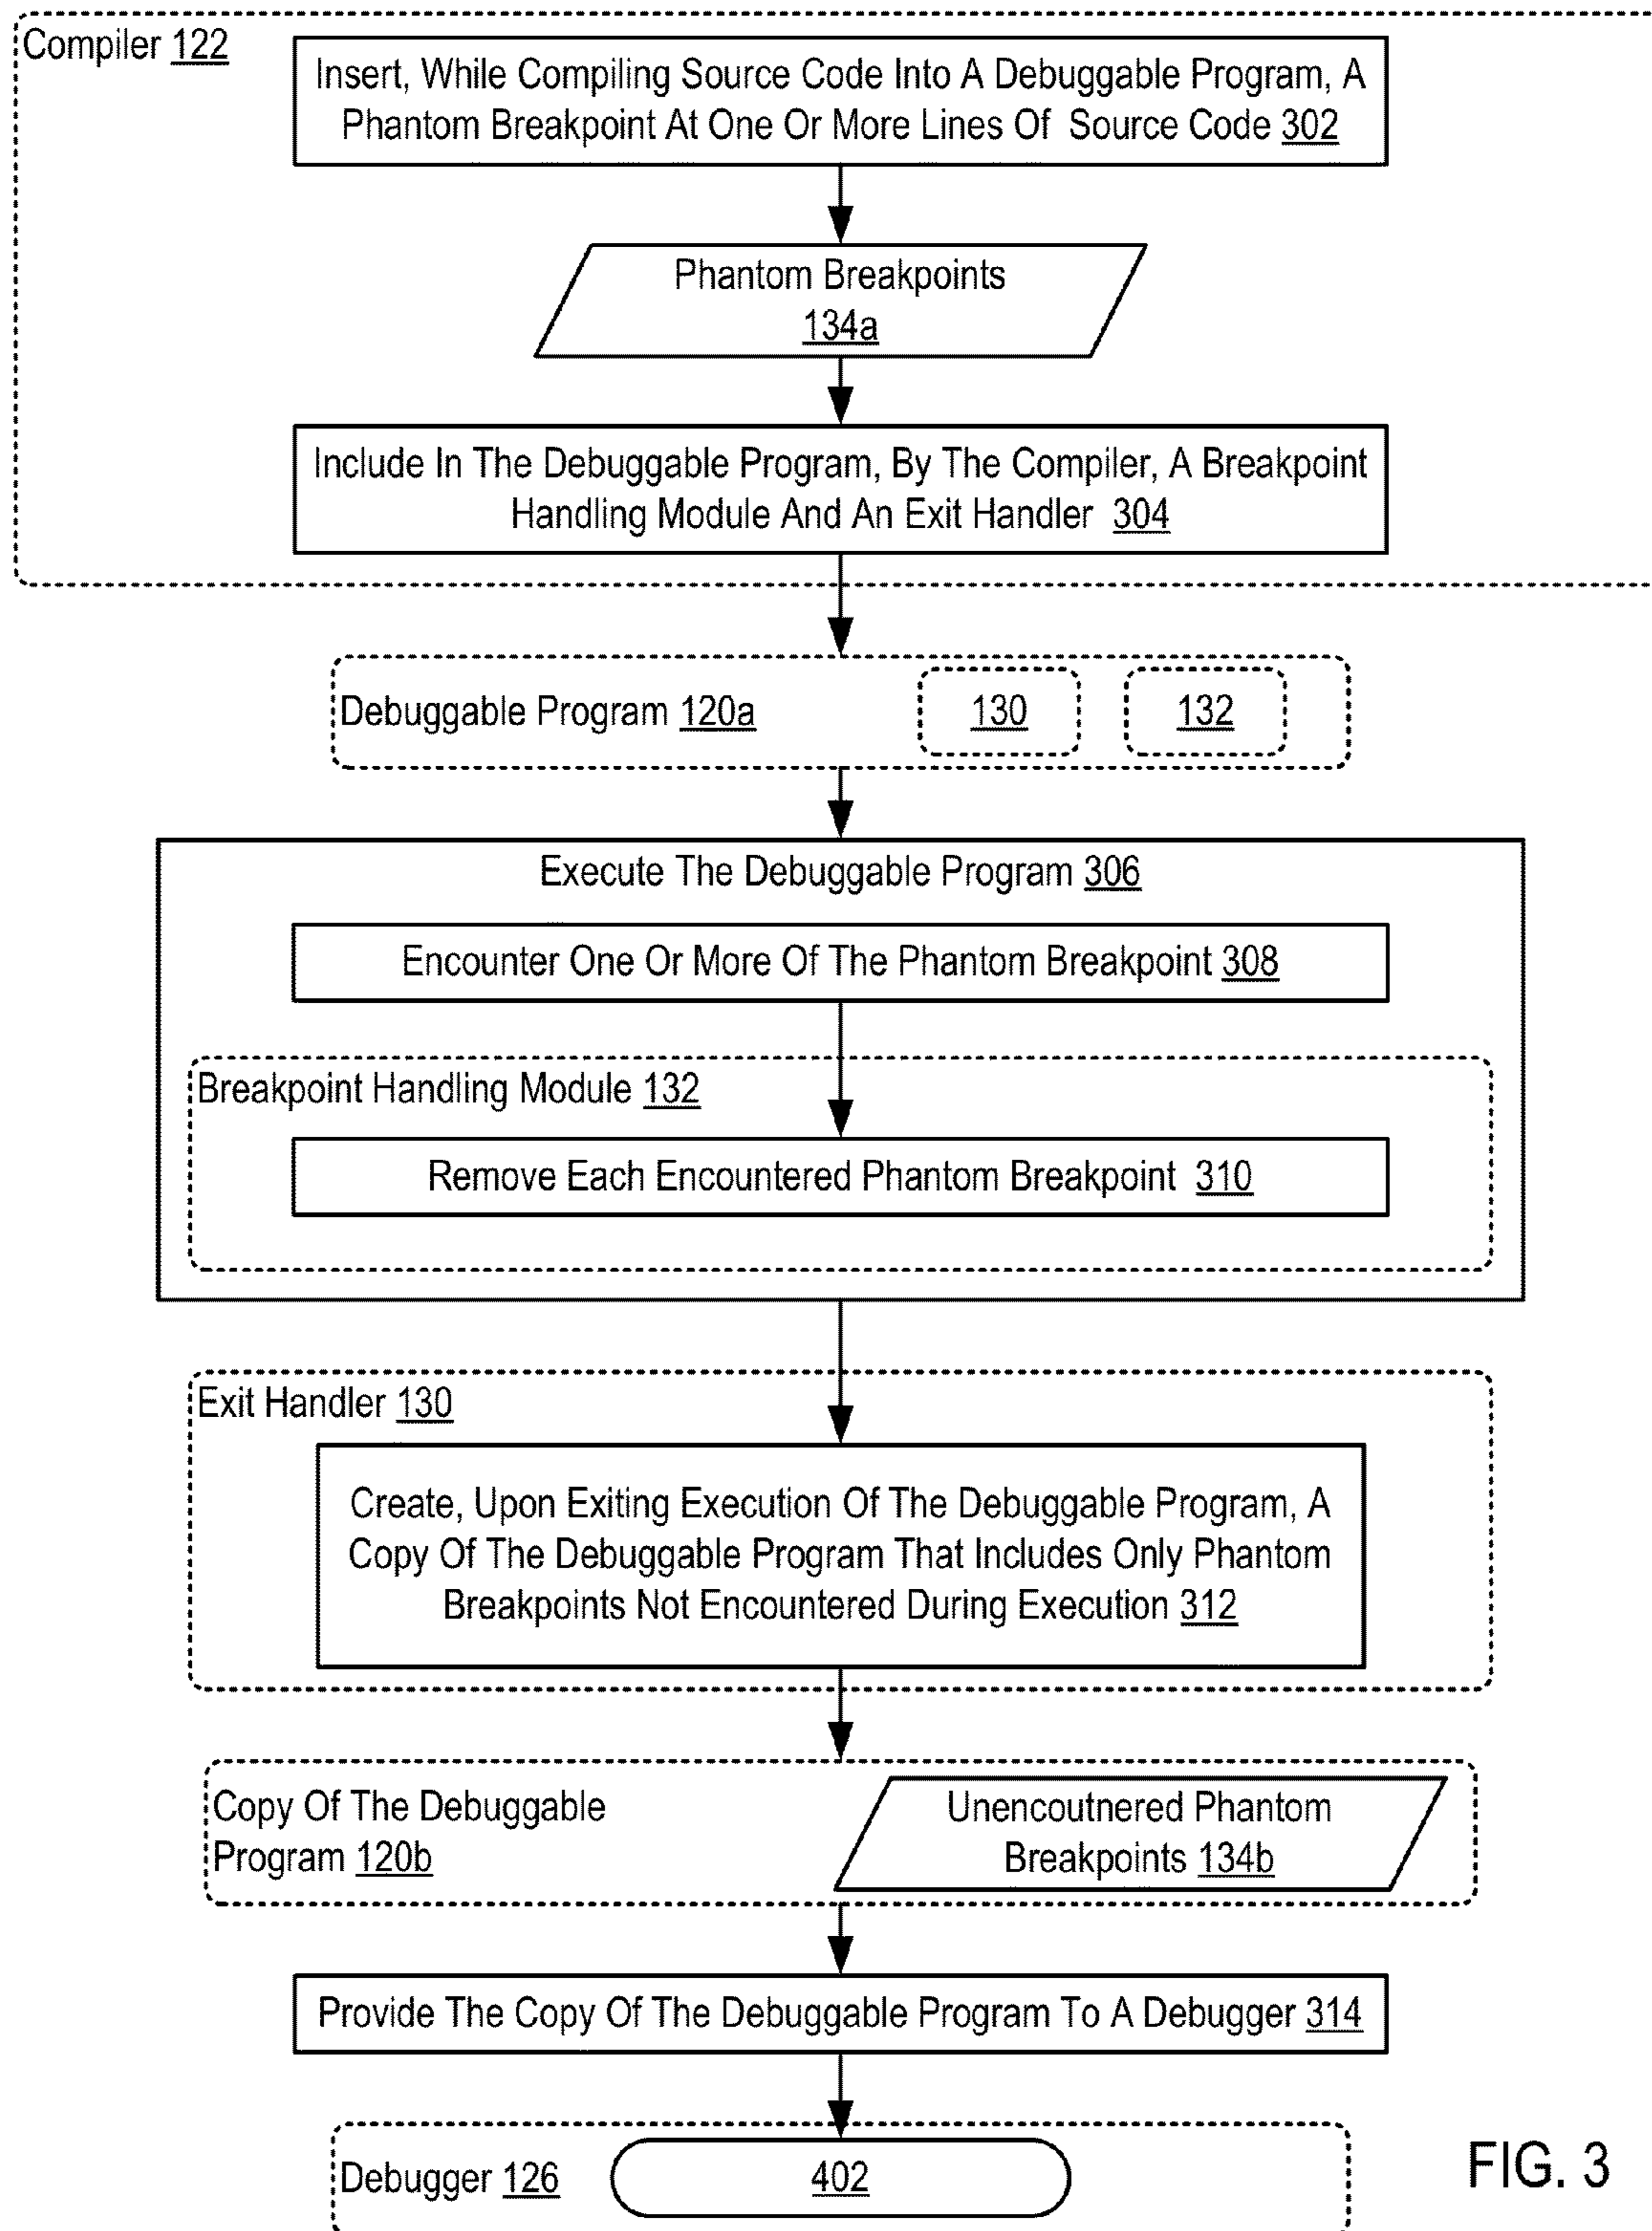 Compiler 122
Insert, While Compiling Source Code Into A Debuggable Program, A
Phantom Breakpoint At One Or More Lines Of Source Code 302
Phantom Breakpoints
134a
Include In The Debuggable Program, By The Compiler, A Breakpoint
Handling Module And An Exit Handler 304
Debuggable Program 120a 130 132
Execute The Debuggable Program 306
Encounter One Or More Of The Phantom Breakpoint 308
Breakpoint Handling Module 132
Remove Each Encountered Phantom Breakpoint 310
Exit Handler 130
Create, Upon Exiting Execution Of The Debuggable Program, A
Copy Of The Debuggable Program That Includes Only Phantom
Breakpoints Not Encountered During Execution 312
Copy Of The Debuggable
Program 120b
Unencoutnered Phantom
Breakpoints 134b
Provide The Copy Of The Debuggable Program To A Debugger 314
Debugger 126 402
FIG. 3